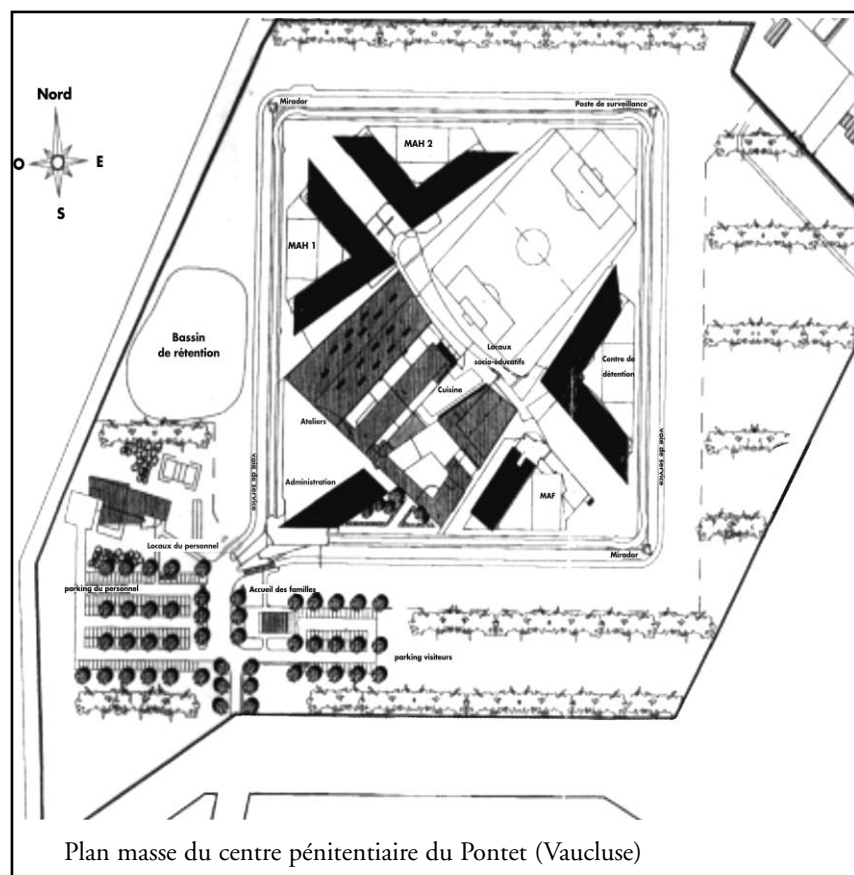 Nord
O
E
S
Mirador
Poste de surveillance
MAH 2
MAH 1
Bassin
de rétention
Locaux
socio-éducatifs
Centre de
détention
Cuisine
Ateliers
voie de service
voie de service
Administration
MAF
Locaux du personnel
Mirador
parking du personnel
Accueil des familles
parking visiteurs
Plan masse du centre pénitentiaire du Pontet (Vaucluse)